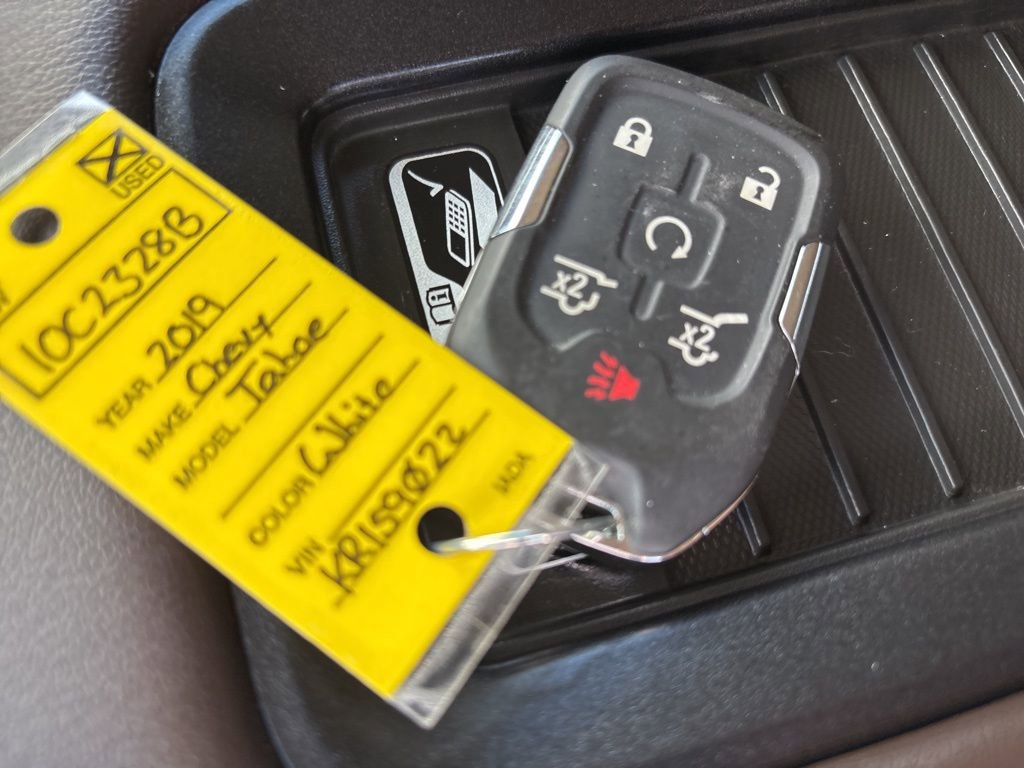 USED
10C2328B
YEAR 2019
MAKE Chevy
MODEL Tahoe
COLOR White
VIN KR159022
X2
X2